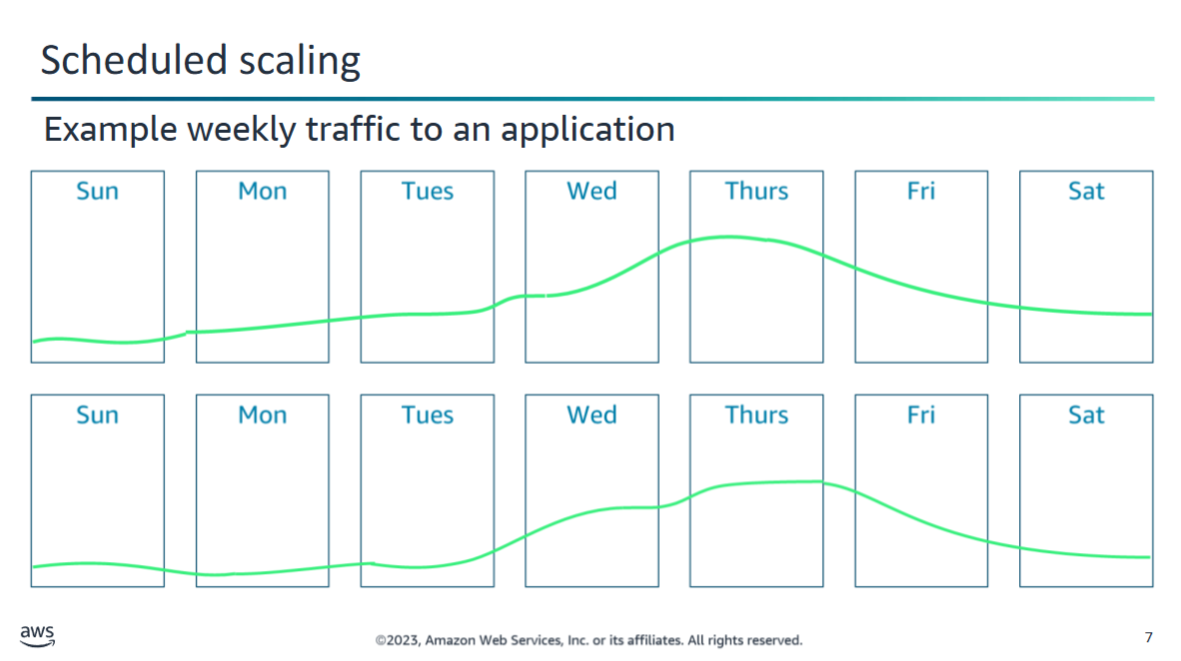 Scheduled scaling
Example weekly traffic to an application
Sun Mon Tues Wed Thurs Fri Sat
Sun Mon Tues Wed Thurs Fri Sat
aws
©2023, Amazon Web Services, Inc. or its affiliates. All rights reserved.
7